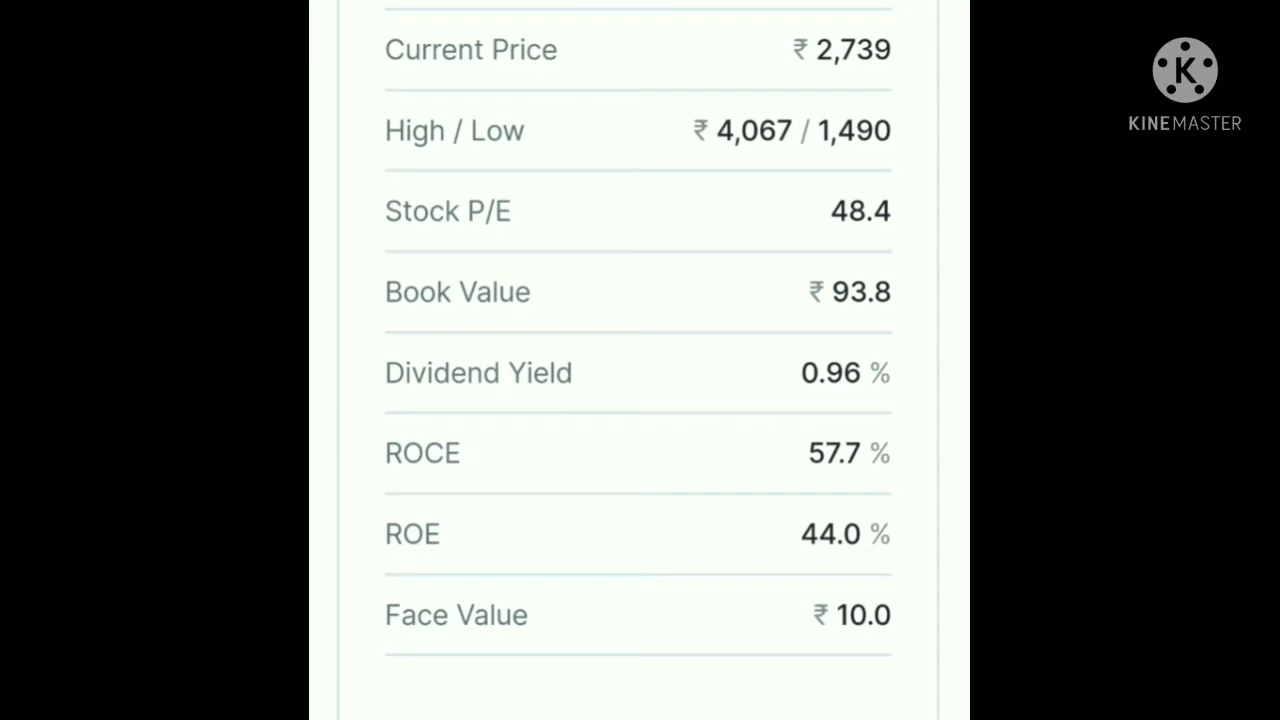 Current Price ₹ 2,739
High / Low ₹ 4,067 / 1,490
Stock P/E 48.4
Book Value ₹ 93.8
Dividend Yield 0.96 %
ROCE 57.7 %
ROE 44.0 %
Face Value ₹ 10.0
K
KINEMASTER